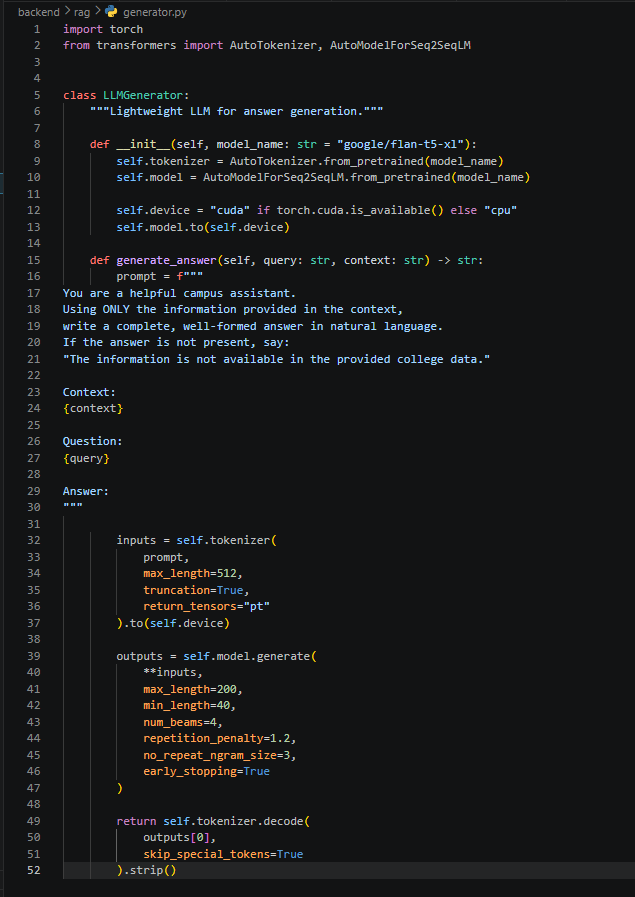 backend > rag > generator.py
1 import torch
2 from transformers import AutoTokenizer, AutoModelForSeq2SeqLM
3
4
5 class LLMGenerator:
6     """Lightweight LLM for answer generation."""
7
8     def __init__(self, model_name: str = "google/flan-t5-xl"):
9         self.tokenizer = AutoTokenizer.from_pretrained(model_name)
10         self.model = AutoModelForSeq2SeqLM.from_pretrained(model_name)
11
12         self.device = "cuda" if torch.cuda.is_available() else "cpu"
13         self.model.to(self.device)
14
15     def generate_answer(self, query: str, context: str) -> str:
16         prompt = f"""
17 You are a helpful campus assistant.
18 Using ONLY the information provided in the context,
19 write a complete, well-formed answer in natural language.
20 If the answer is not present, say:
21 "The information is not available in the provided college data."
22
23 Context:
24 {context}
25
26 Question:
27 {query}
28
29 Answer:
30 """
31
32         inputs = self.tokenizer(
33             prompt,
34             max_length=512,
35             truncation=True,
36             return_tensors="pt"
37         ).to(self.device)
38
39         outputs = self.model.generate(
40             **inputs,
41             max_length=200,
42             min_length=40,
43             num_beams=4,
44             repetition_penalty=1.2,
45             no_repeat_ngram_size=3,
46             early_stopping=True
47         )
48
49         return self.tokenizer.decode(
50             outputs[0],
51             skip_special_tokens=True
52         ).strip()